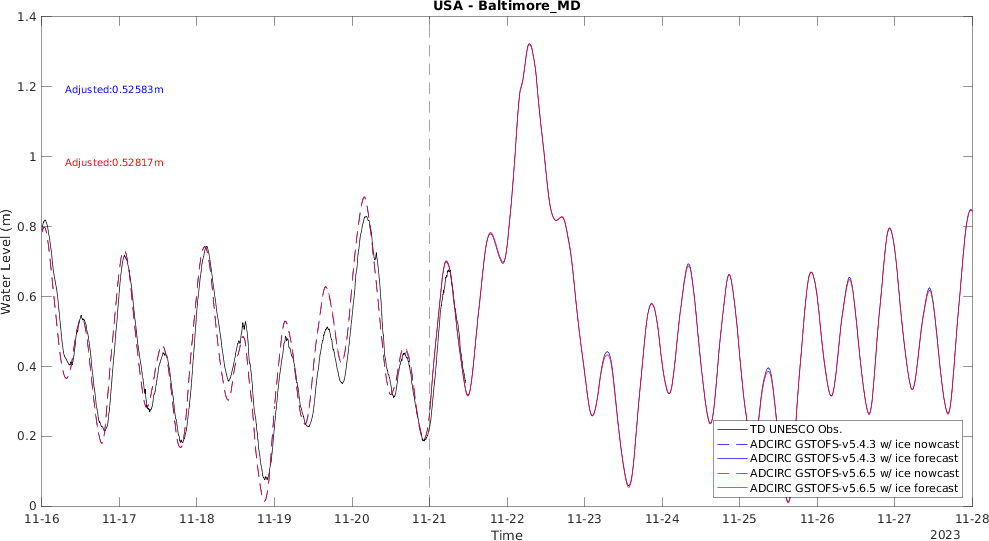 USA - Baltimore_MD
1.4
1.2
1
0.8
0.6
0.4
0.2
0
Water Level (m)
Adjusted:0.52583m
Adjusted:0.52817m
TD UNESCO Obs.
ADCIRC GSTOFS-v5.4.3 w/ ice nowcast
ADCIRC GSTOFS-v5.4.3 w/ ice forecast
ADCIRC GSTOFS-v5.6.5 w/ ice nowcast
ADCIRC GSTOFS-v5.6.5 w/ ice forecast
11-16 11-17 11-18 11-19 11-20 11-21 11-22 11-23 11-24 11-25 11-26 11-27 11-28
Time
2023